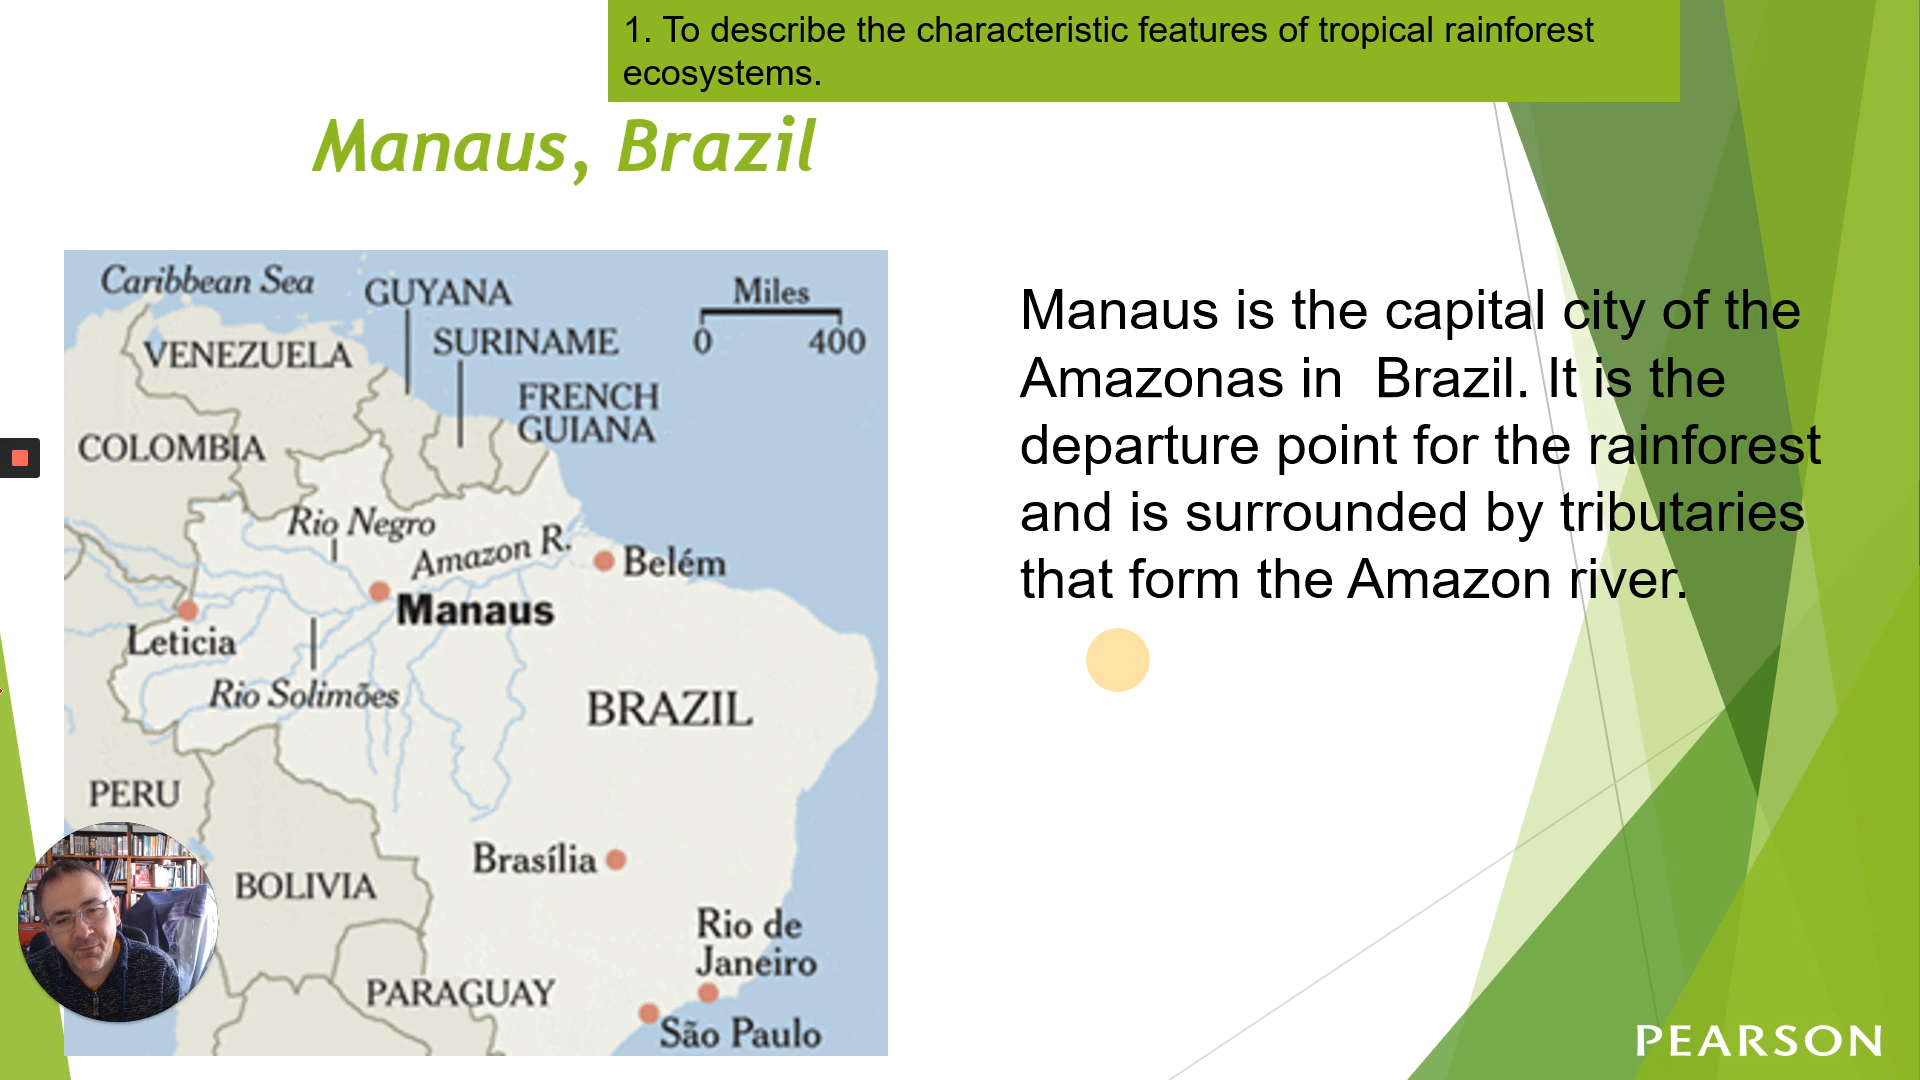 1. To describe the characteristic features of tropical rainforest
ecosystems.
Manaus, Brazil
Caribbean Sea
GUYANA
Miles
0 400
SURINAME
VENEZUELA
FRENCH
GUIANA
COLOMBIA
Rio Negro
Amazon R.
Belém
Manaus
Leticia
Rio Solimões
BRAZIL
PERU
Brasília
BOLIVIA
Rio de
Janeiro
PARAGUAY
São Paulo
Manaus is the capital city of the
Amazonas in  Brazil. It is the
departure point for the rainforest
and is surrounded by tributaries
that form the Amazon river.
PEARSON